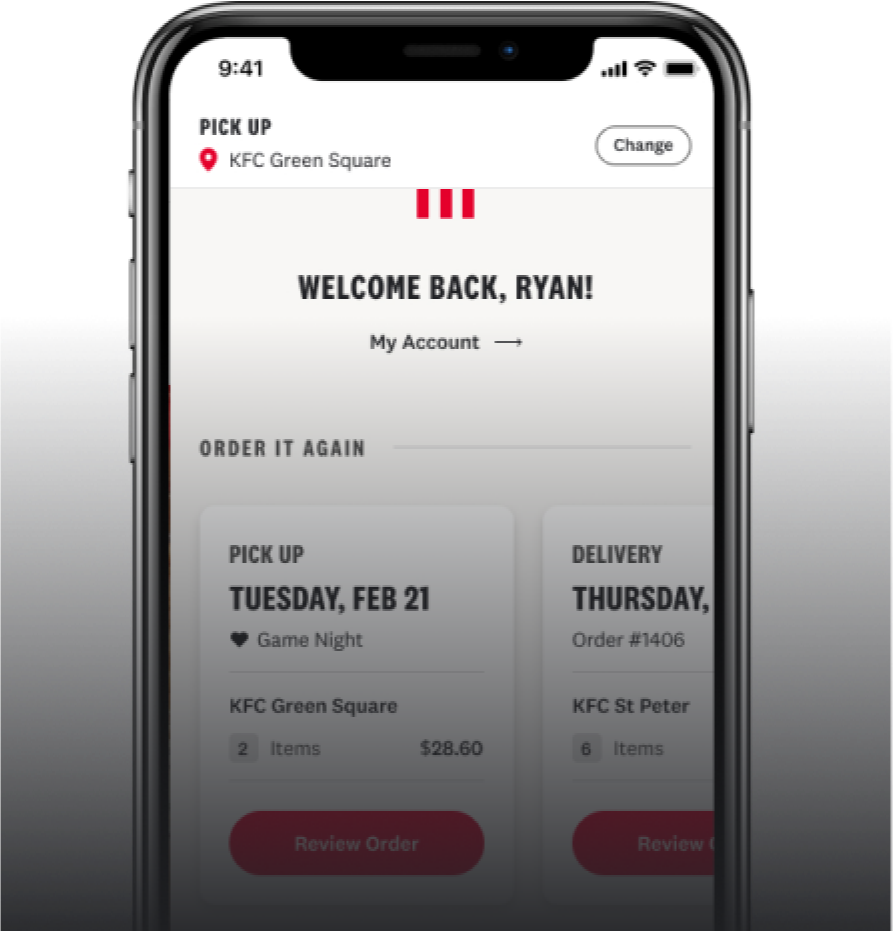 9:41
PICK UP
KFC Green Square
Change
WELCOME BACK, RYAN!
My Account
ORDER IT AGAIN
PICK UP
TUESDAY, FEB 21
Game Night
KFC Green Square
2 Items $28.60
Review Order
DELIVERY
THURSDAY,
Order #1406
KFC St Peter
6 Items
Review